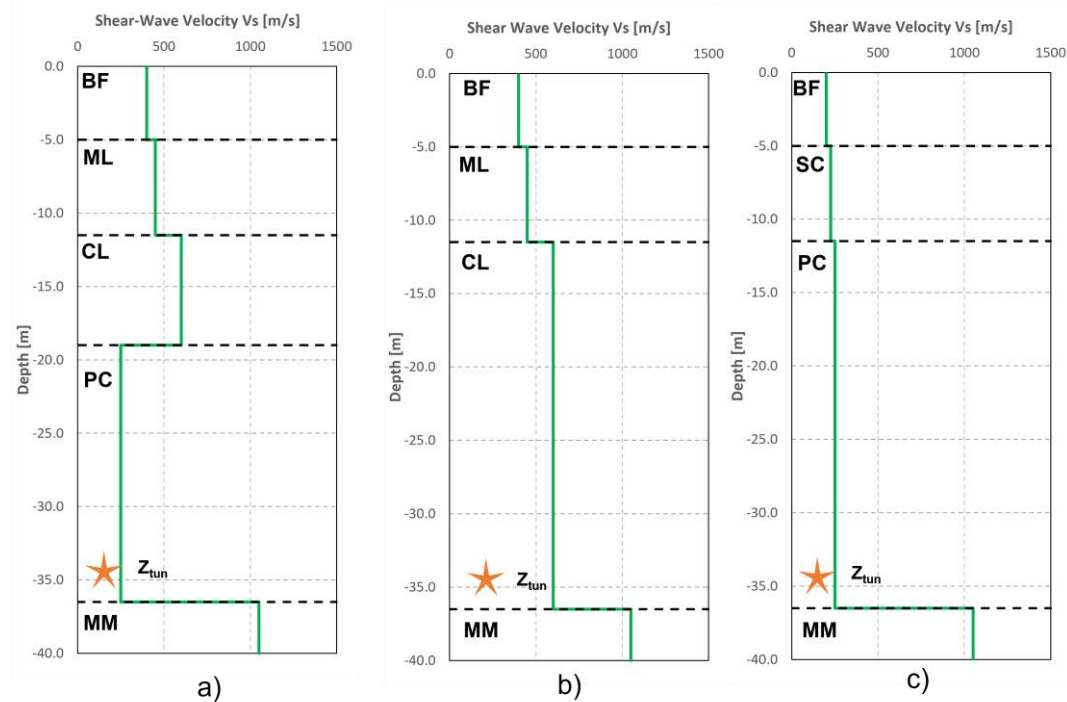 Shear-Wave Velocity Vs [m/s]
0 500 1000 1500
0.0
-5.0
-10.0
-15.0
-20.0
-25.0
-30.0
-35.0
-40.0
Depth [m]
BF
ML
CL
PC
Ztun
MM
a)
Shear Wave Velocity Vs [m/s]
0 500 1000 1500
0.0
-5.0
-10.0
-15.0
-20.0
-25.0
-30.0
-35.0
-40.0
Depth [m]
BF
ML
CL
Ztun
MM
b)
Shear Wave Velocity Vs [m/s]
0 500 1000 1500
0.0
-5.0
-10.0
-15.0
-20.0
-25.0
-30.0
-35.0
-40.0
Depth [m]
BF
SC
PC
Ztun
MM
c)